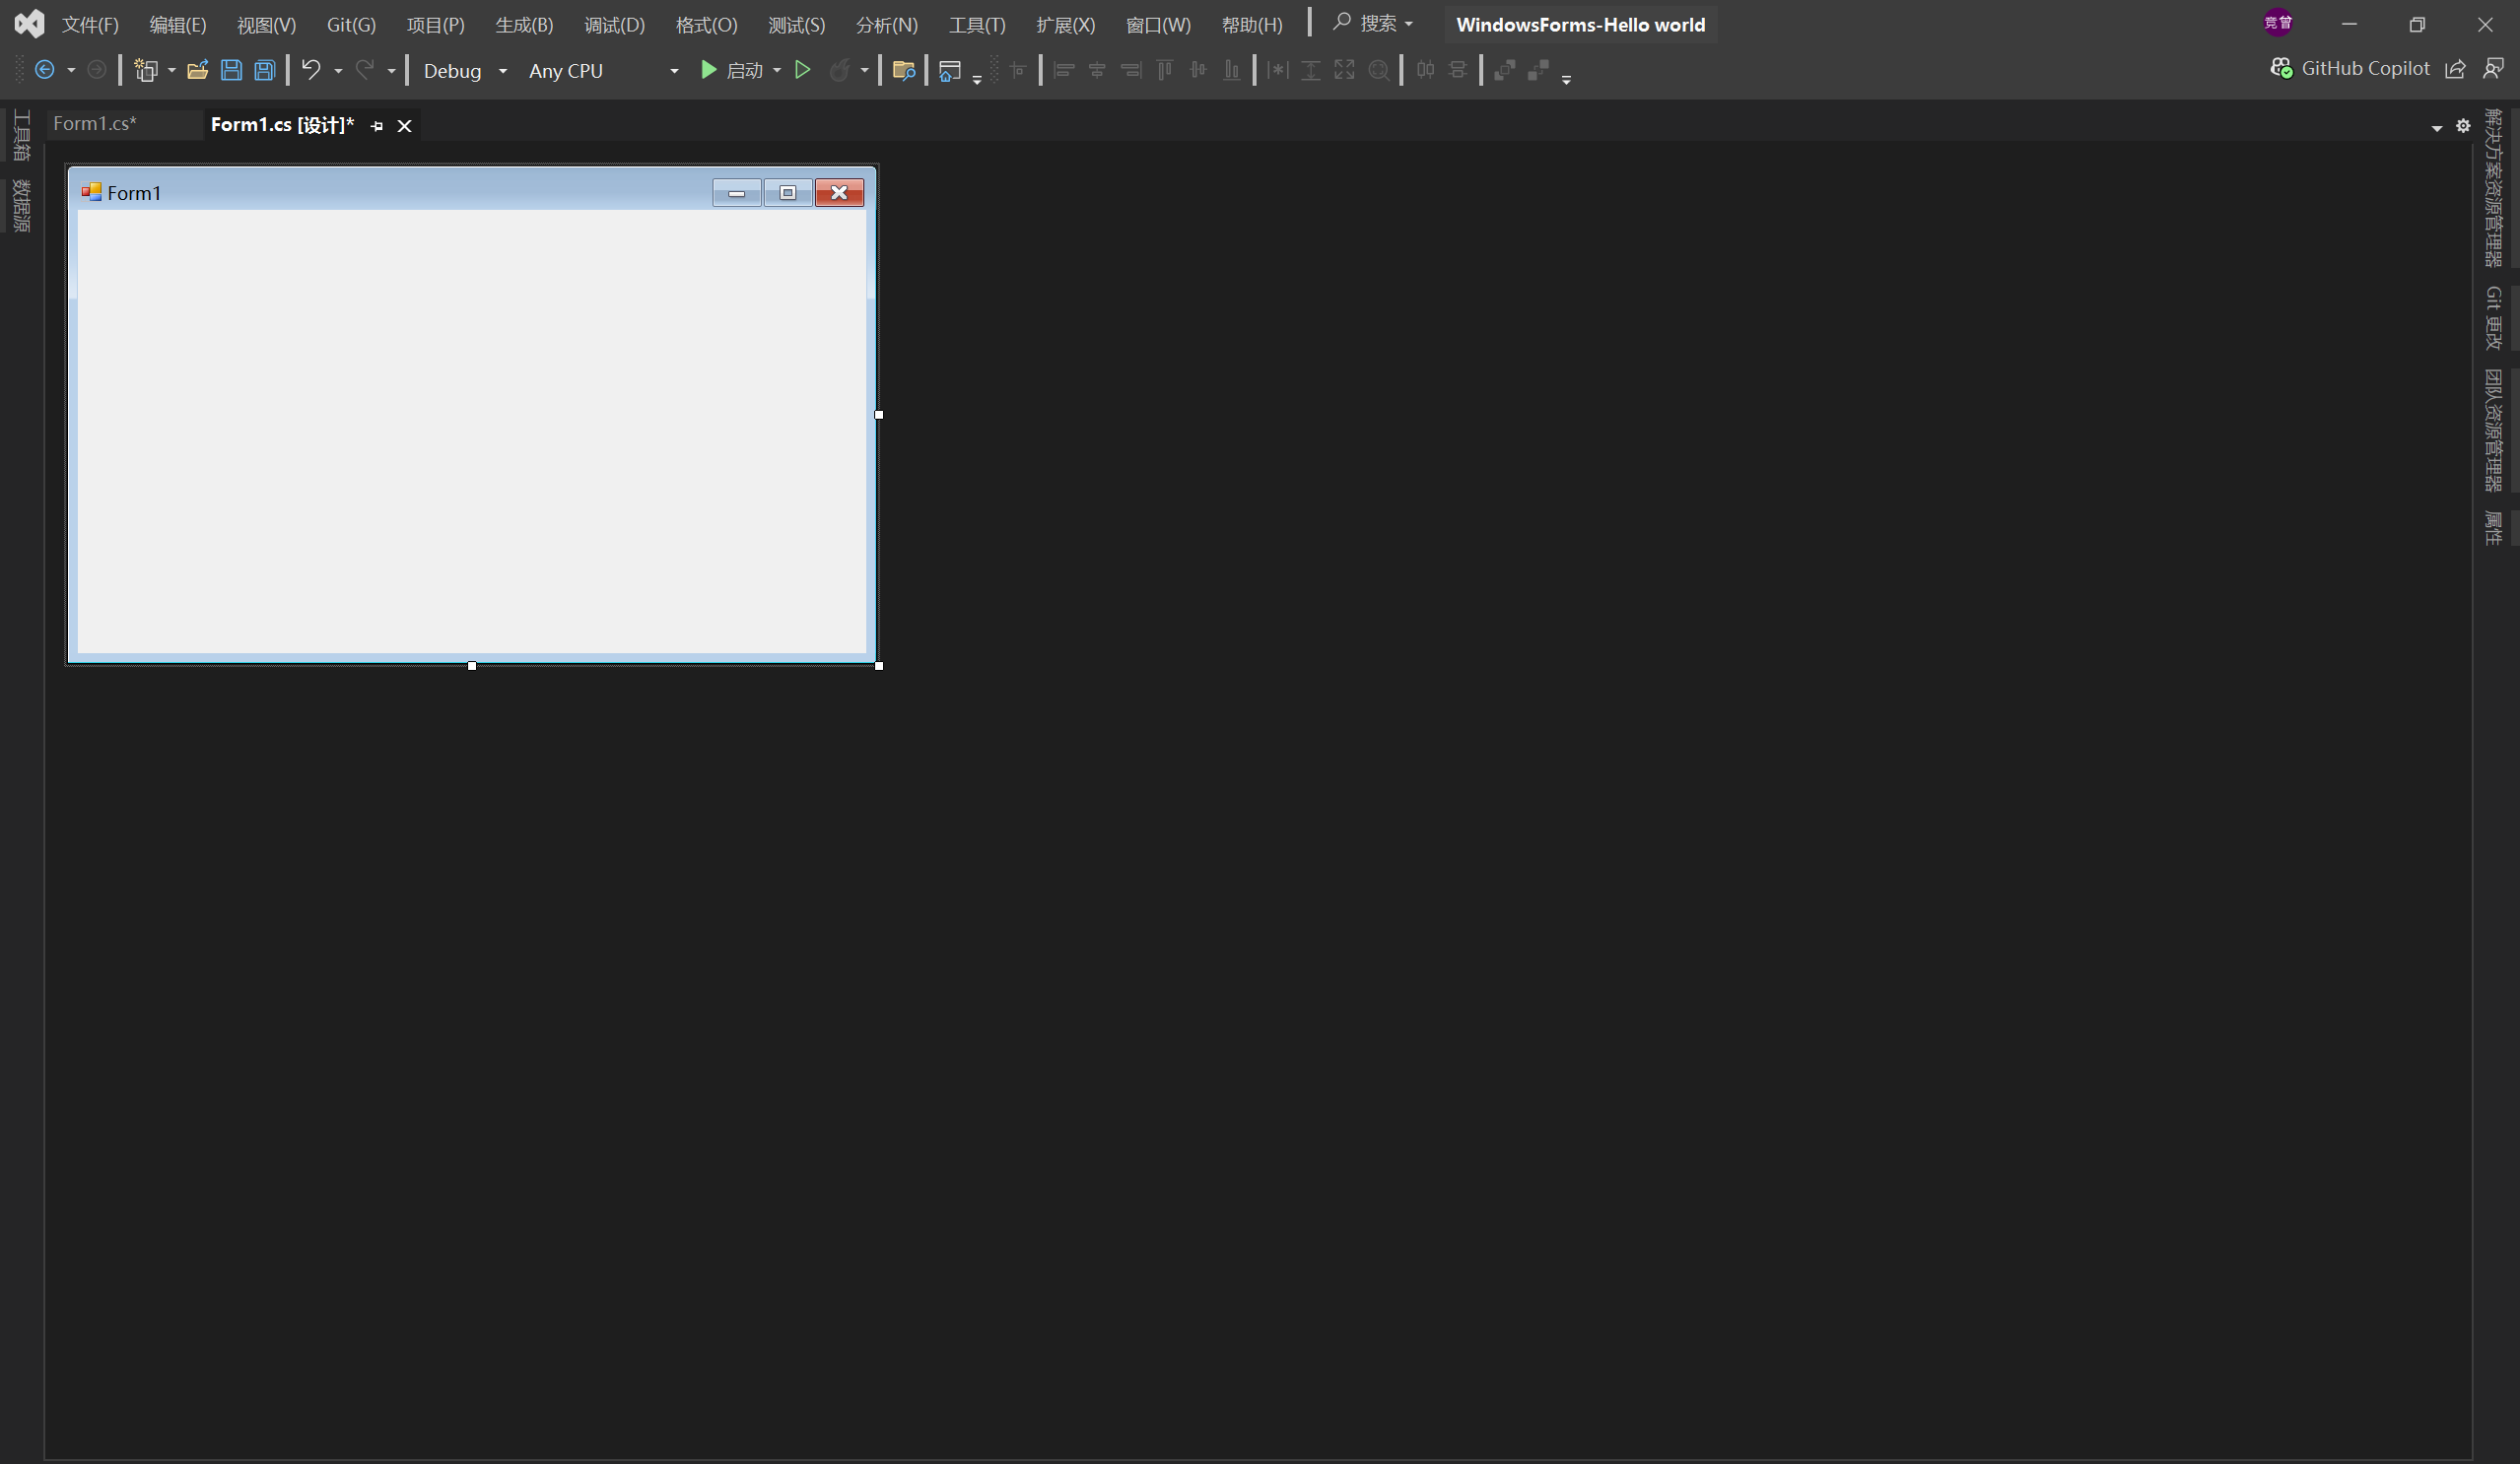 文件(F) 编辑(E) 视图(V) Git(G) 项目(P) 生成(B) 调试(D) 格式(O) 测试(S) 分析(N) 工具(T) 扩展(X) 窗口(W) 帮助(H) 搜索 WindowsForms-Hello world 竞曾
Debug Any CPU 启动 GitHub Copilot
Form1.cs* Form1.cs [设计]*
工具箱
数据源
Form1
解决方案资源管理器
Git 更改
团队资源管理器
属性